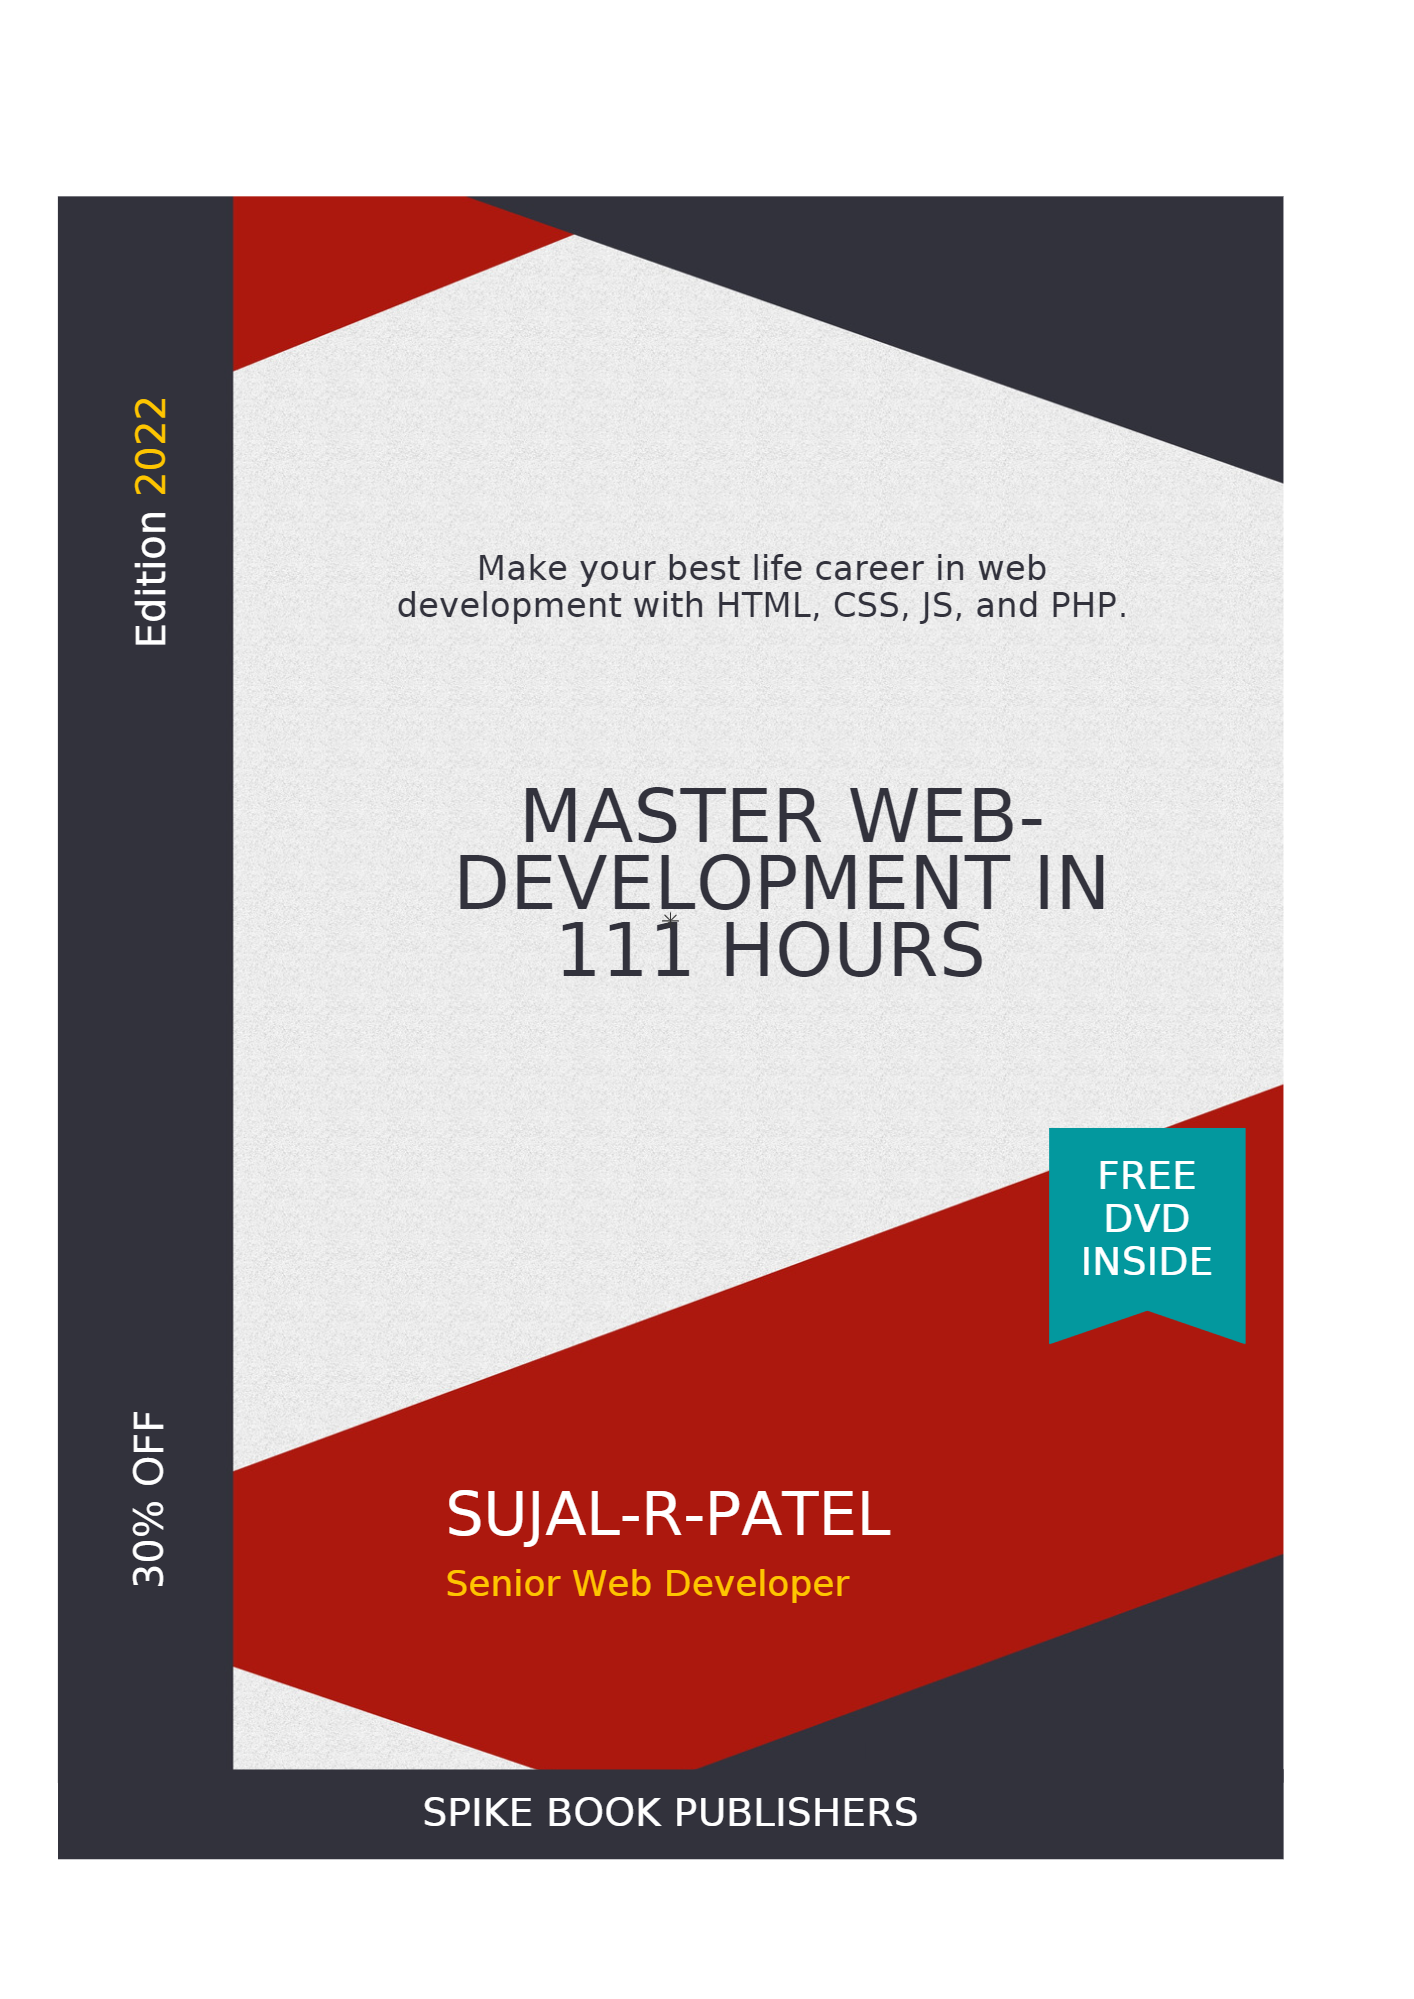 Edition 2022
Make your best life career in web
development with HTML, CSS, JS, and PHP.
MASTER WEB-
DEVELOPMENT IN
111 HOURS
FREE
DVD
INSIDE
30% OFF
SUJAL-R-PATEL
Senior Web Developer
SPIKE BOOK PUBLISHERS